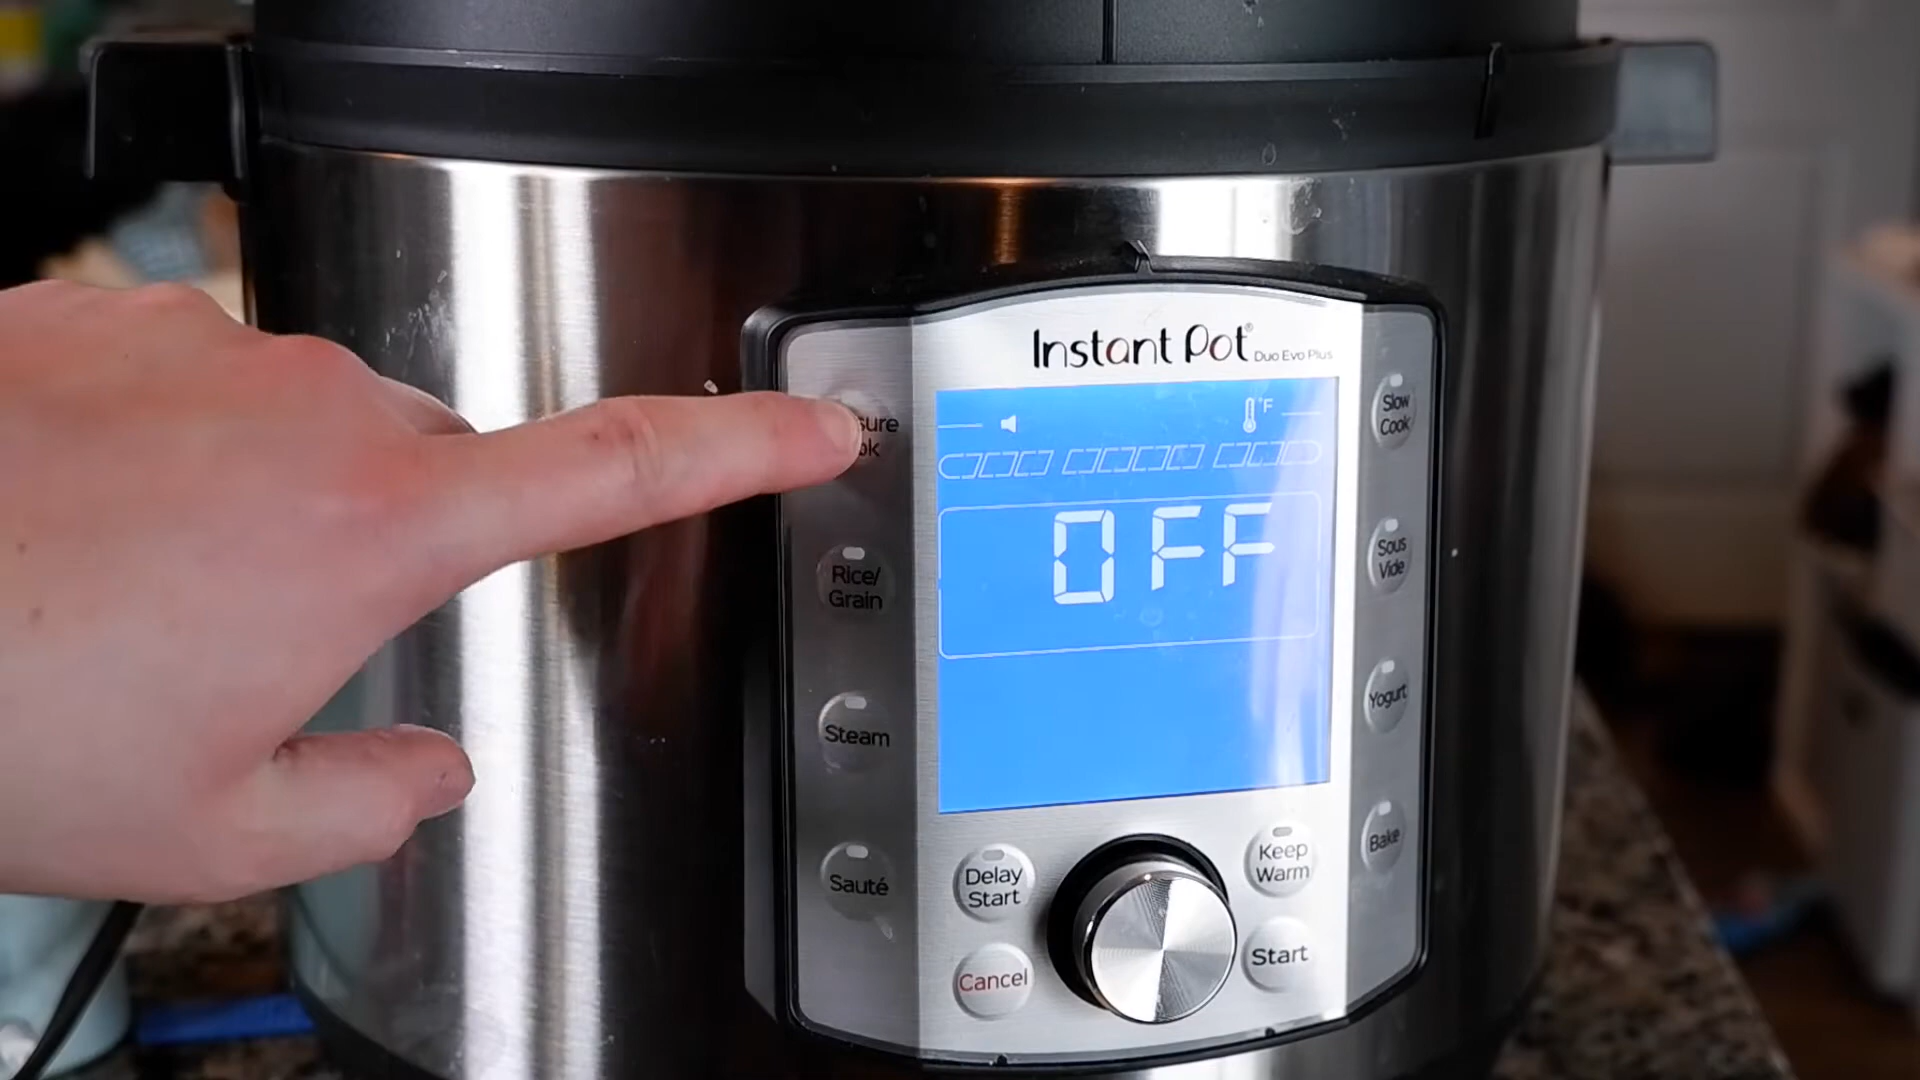 Instant Pot®
Duo Evo Plus
°F
OFF
Rice/
Grain
Steam
Sauté
Slow
Cook
Sous
Vide
Yogurt
Bake
Delay
Start
Keep
Warm
Cancel
Start